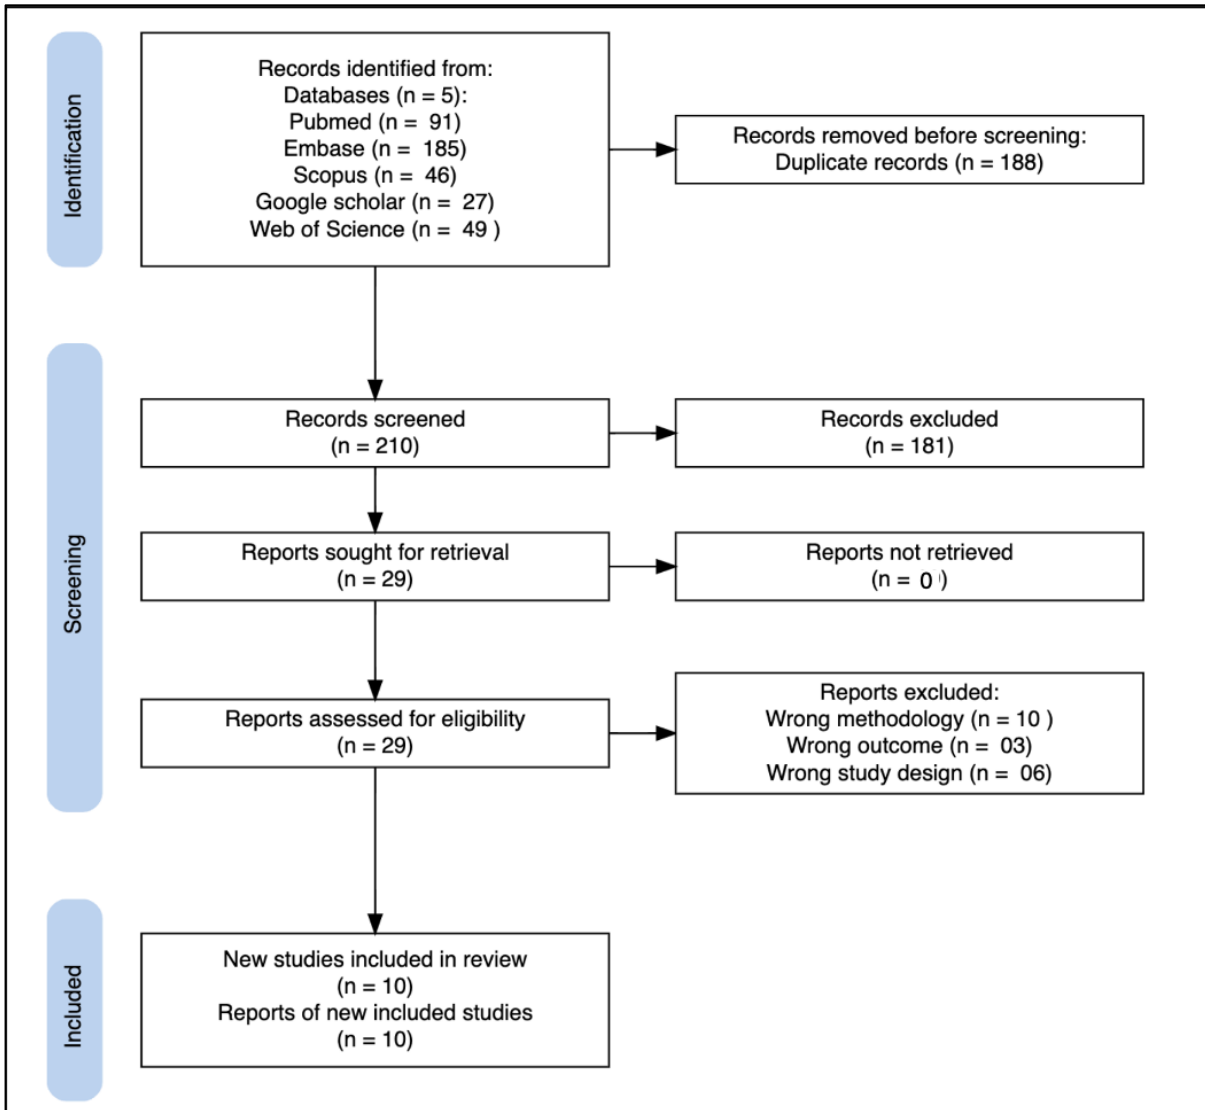 Identification
Records identified from:
Databases (n = 5):
Pubmed (n = 91)
Embase (n = 185)
Scopus (n = 46)
Google scholar (n = 27)
Web of Science (n = 49 )
Records removed before screening:
Duplicate records (n = 188)
Screening
Records screened
(n = 210)
Records excluded
(n = 181)
Reports sought for retrieval
(n = 29)
Reports not retrieved
(n = 0 )
Reports assessed for eligibility
(n = 29)
Reports excluded:
Wrong methodology (n = 10 )
Wrong outcome (n = 03)
Wrong study design (n = 06)
Included
New studies included in review
(n = 10)
Reports of new included studies
(n = 10)